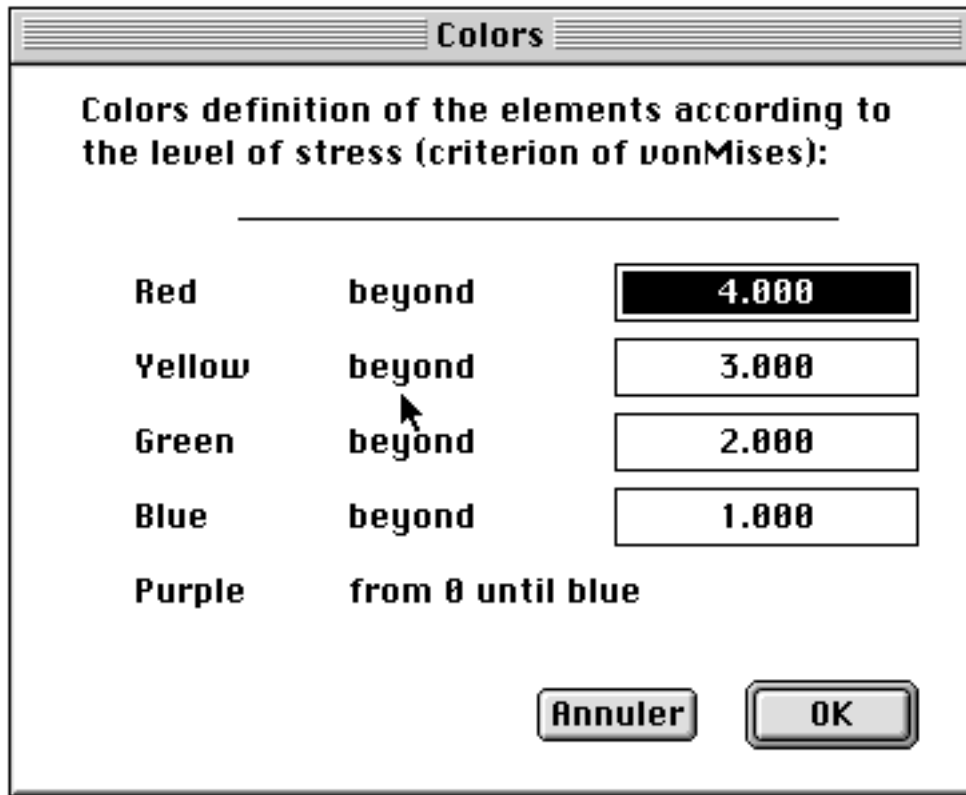 Colors
Colors definition of the elements according to
the level of stress (criterion of vonMises):
Red beyond 4.000
Yellow beyond 3.000
Green beyond 2.000
Blue beyond 1.000
Purple from 0 until blue
Annuler OK